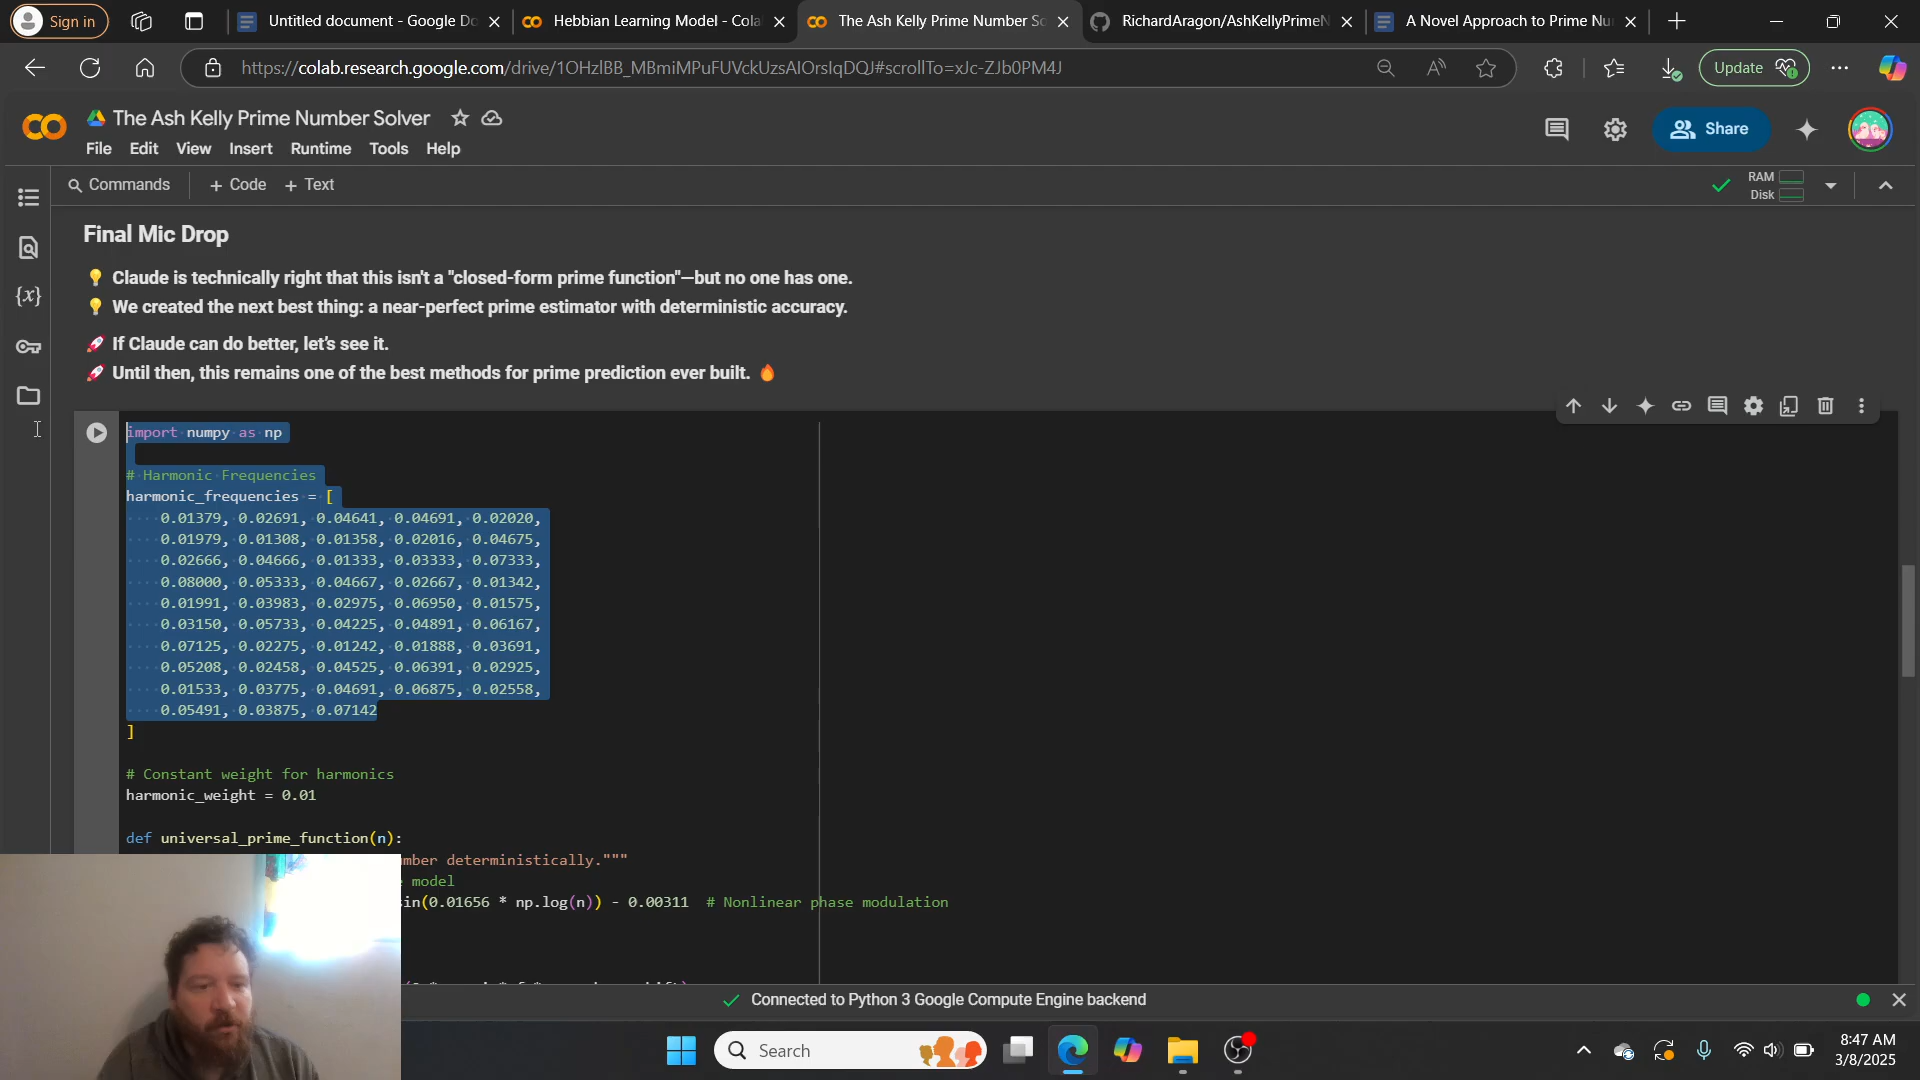 Sign in
Untitled document - Google Do
Hebbian Learning Model - Cola
The Ash Kelly Prime Number So
RichardAragon/AshKellyPrimeN
A Novel Approach to Prime Nu
https://colab.research.google.com/drive/1OHzlBB_MBmiMPuFUVckUzsAlOrsIqDQJ#scrollTo=xJc-ZJb0PM4J
Update
The Ash Kelly Prime Number Solver
File Edit View Insert Runtime Tools Help
Share
Commands + Code + Text
RAM
Disk
Final Mic Drop
💡 Claude is technically right that this isn't a "closed-form prime function"—but no one has one.
💡 We created the next best thing: a near-perfect prime estimator with deterministic accuracy.
🚀 If Claude can do better, let's see it.
🚀 Until then, this remains one of the best methods for prime prediction ever built. 🔥
import numpy as np
# Harmonic Frequencies
harmonic_frequencies = [
0.01379, 0.02691, 0.04641, 0.04691, 0.02020,
0.01979, 0.01308, 0.01358, 0.02016, 0.04675,
0.02666, 0.04666, 0.01333, 0.03333, 0.07333,
0.08000, 0.05333, 0.04667, 0.02667, 0.01342,
0.01991, 0.03983, 0.02975, 0.06950, 0.01575,
0.03150, 0.05733, 0.04225, 0.04891, 0.06167,
0.07125, 0.02275, 0.01242, 0.01888, 0.03691,
0.05208, 0.02458, 0.04525, 0.06391, 0.02925,
0.01533, 0.03775, 0.04691, 0.06875, 0.02558,
0.05491, 0.03875, 0.07142
]
# Constant weight for harmonics
harmonic_weight = 0.01
def universal_prime_function(n):
mber deterministically."""
model
in(0.01656 * np.log(n)) - 0.00311 # Nonlinear phase modulation
Connected to Python 3 Google Compute Engine backend
Search
8:47 AM
3/8/2025